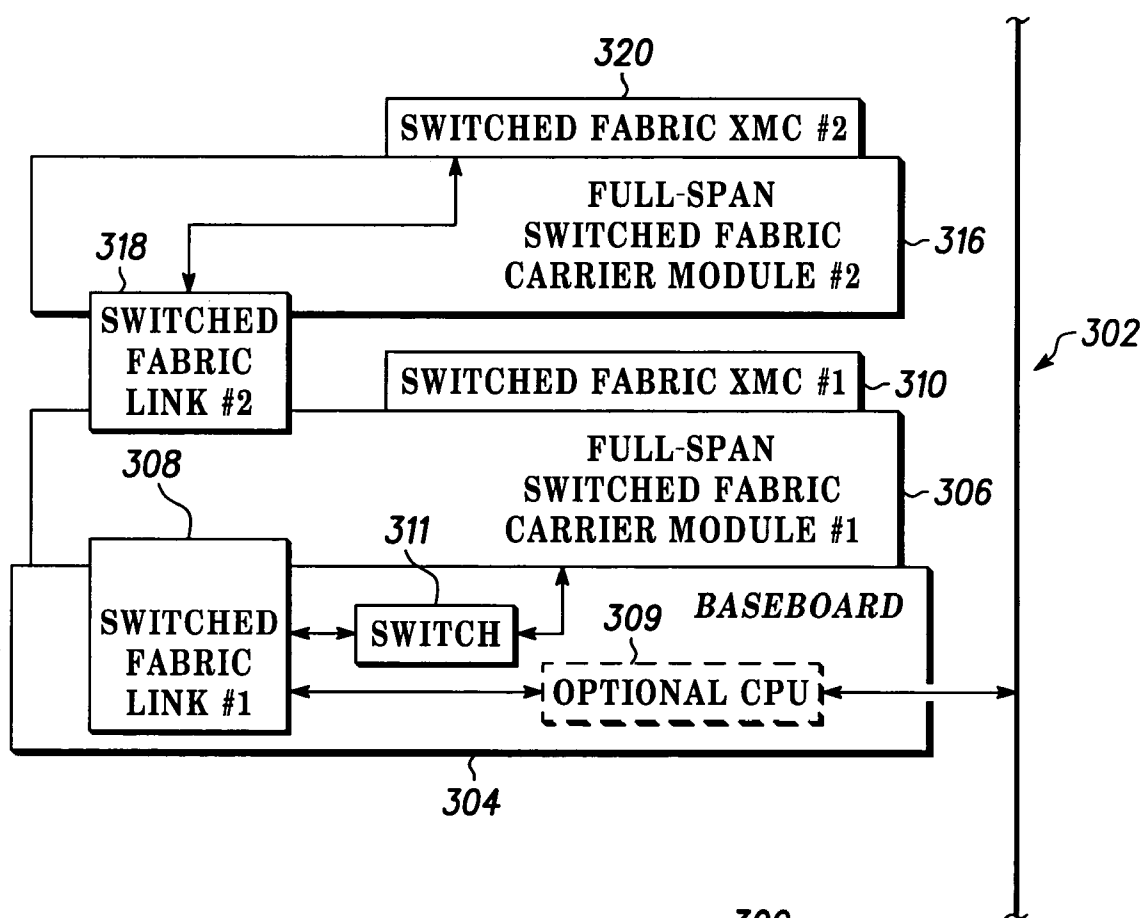 320
SWITCHED FABRIC XMC #2
FULL-SPAN
SWITCHED FABRIC
CARRIER MODULE #2
316
318
SWITCHED
FABRIC
LINK #2
302
SWITCHED FABRIC XMC #1
310
FULL-SPAN
SWITCHED FABRIC
CARRIER MODULE #1
306
308
311
BASEBOARD
309
SWITCHED
FABRIC
LINK #1
SWITCH
OPTIONAL CPU
304